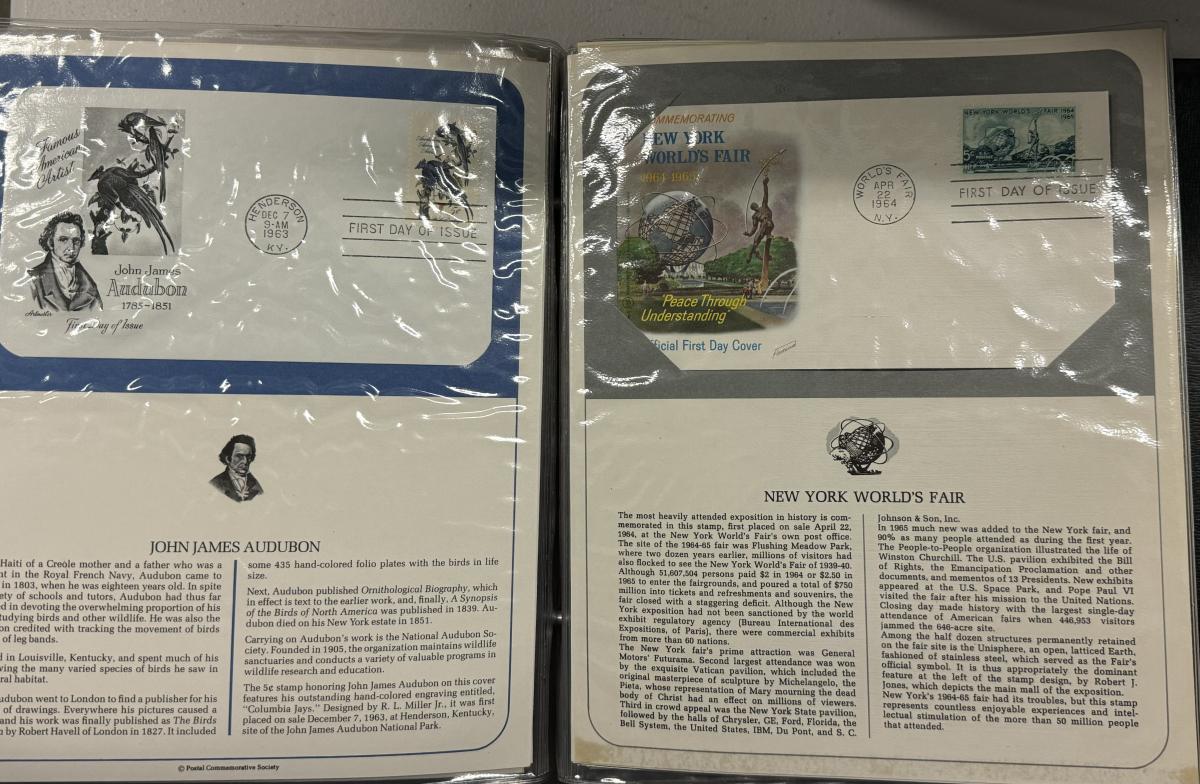 Famous
American
Artist
John James
Audubon
1785-1851
Artmaster
First Day of Issue
HENDERSON
DEC 7
9-AM
1963
KY.
FIRST DAY OF ISSUE
JOHN JAMES AUDUBON
Haiti of a Creole mother and a father who was a
in the Royal French Navy, Audubon came to
in 1803, when he was eighteen years old. In spite
of schools and tutors, Audubon had thus far
in devoting the overwhelming proportion of his
birds and other wildlife. He was also the
credited with tracking the movement of birds
of leg bands.
in Louisville, Kentucky, and spent much of his
the many varied species of birds he saw in
habitat.
went to London to find a publisher for his
of drawings. Everywhere his pictures caused a
and his work was finally published as The Birds
by Robert Havell of London in 1827. It included
some 435 hand-colored folio plates with the birds in life
size.
Next, Audubon published Ornithological Biography, which
in effect is text to the earlier work, and, finally, A Synopsis
of the Birds of North America was published in 1839. Au-
dubon died on his New York estate in 1851.
Carrying on Audubon's work is the National Audubon So-
ciety. Founded in 1905, the organization maintains wildlife
sanctuaries and conducts a variety of valuable programs in
wildlife research and education.
The 5¢ stamp honoring John James Audubon on this cover
features his outstanding hand-colored engraving entitled,
"Columbia Jays." Designed by R. L. Miller Jr., it was first
placed on sale December 7, 1963, at Henderson, Kentucky,
site of the John James Audubon National Park.
© Postal Commemorative Society
COMMEMORATING
NEW YORK
WORLD'S FAIR
1964-1965
"Peace Through
Understanding"
Official First Day Cover
Fleetwood
WORLD'S FAIR
APR
22
1964
N.Y.
NEW YORK WORLD'S FAIR 1964
1965
FIRST DAY OF ISSUE
NEW YORK WORLD'S FAIR
The most heavily attended exposition in history is com-
memorated in this stamp, first placed on sale April 22,
1964, at the New York World's Fair's own post office.
The site of the 1964-65 fair was Flushing Meadow Park,
where two dozen years earlier, millions of visitors had
also flocked to see the New York World's Fair of 1939-40.
Although 51,607,504 persons paid $2 in 1964 or $2.50 in
1965 to enter the fairgrounds, and poured a total of $750
million into tickets and refreshments and souvenirs, the
fair closed with a staggering deficit. Although the New
York exposition had not been sanctioned by the world
exhibit regulatory agency (Bureau International des
Expositions, of Paris), there were commercial exhibits
from more than 60 nations.
The New York fair's prime attraction was General
Motors' Futurama. Second largest attendance was won
by the exquisite Vatican pavilion, which included the
original masterpiece of sculpture by Michelangelo, the
Pieta, whose representation of Mary mourning the dead
body of Christ had an effect on millions of viewers.
Third in crowd appeal was the New York State pavilion,
followed by the halls of Chrysler, GE, Ford, Florida, the
Bell System, the United States, IBM, Du Pont, and S. C.
Johnson & Son, Inc.
In 1965 much new was added to the New York fair, and
90% as many people attended as during the first year.
The People-to-People organization illustrated the life of
Winston Churchill. The U.S. pavilion exhibited the Bill
of Rights, the Emancipation Proclamation and other
documents, and mementos of 13 Presidents. New exhibits
appeared at the U.S. Space Park, and Pope Paul VI
visited the fair after his mission to the United Nations.
Closing day made history with the largest single-day
attendance of American fairs when 446,953 visitors
jammed the 646-acre site.
Among the half dozen structures permanently retained
on the fair site is the Unisphere, an open, latticed Earth,
fashioned of stainless steel, which served as the Fair's
official symbol. It is thus appropriately the dominant
feature at the left of the stamp design, by Robert J.
Jones, which depicts the main mall of the exposition.
New York's 1964-65 fair had its troubles, but this stamp
represents countless enjoyable experiences and intel-
lectual stimulation of the more than 50 million people
that attended.